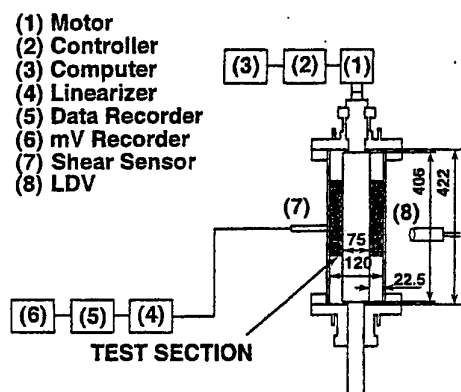 (1) Motor
(2) Controller
(3) Computer
(4) Linearizer
(5) Data Recorder
(6) mV Recorder
(7) Shear Sensor
(8) LDV
(3) (2) (1)
(7)
(8)
406
422
75
120
22.5
(6) (5) (4)
TEST SECTION